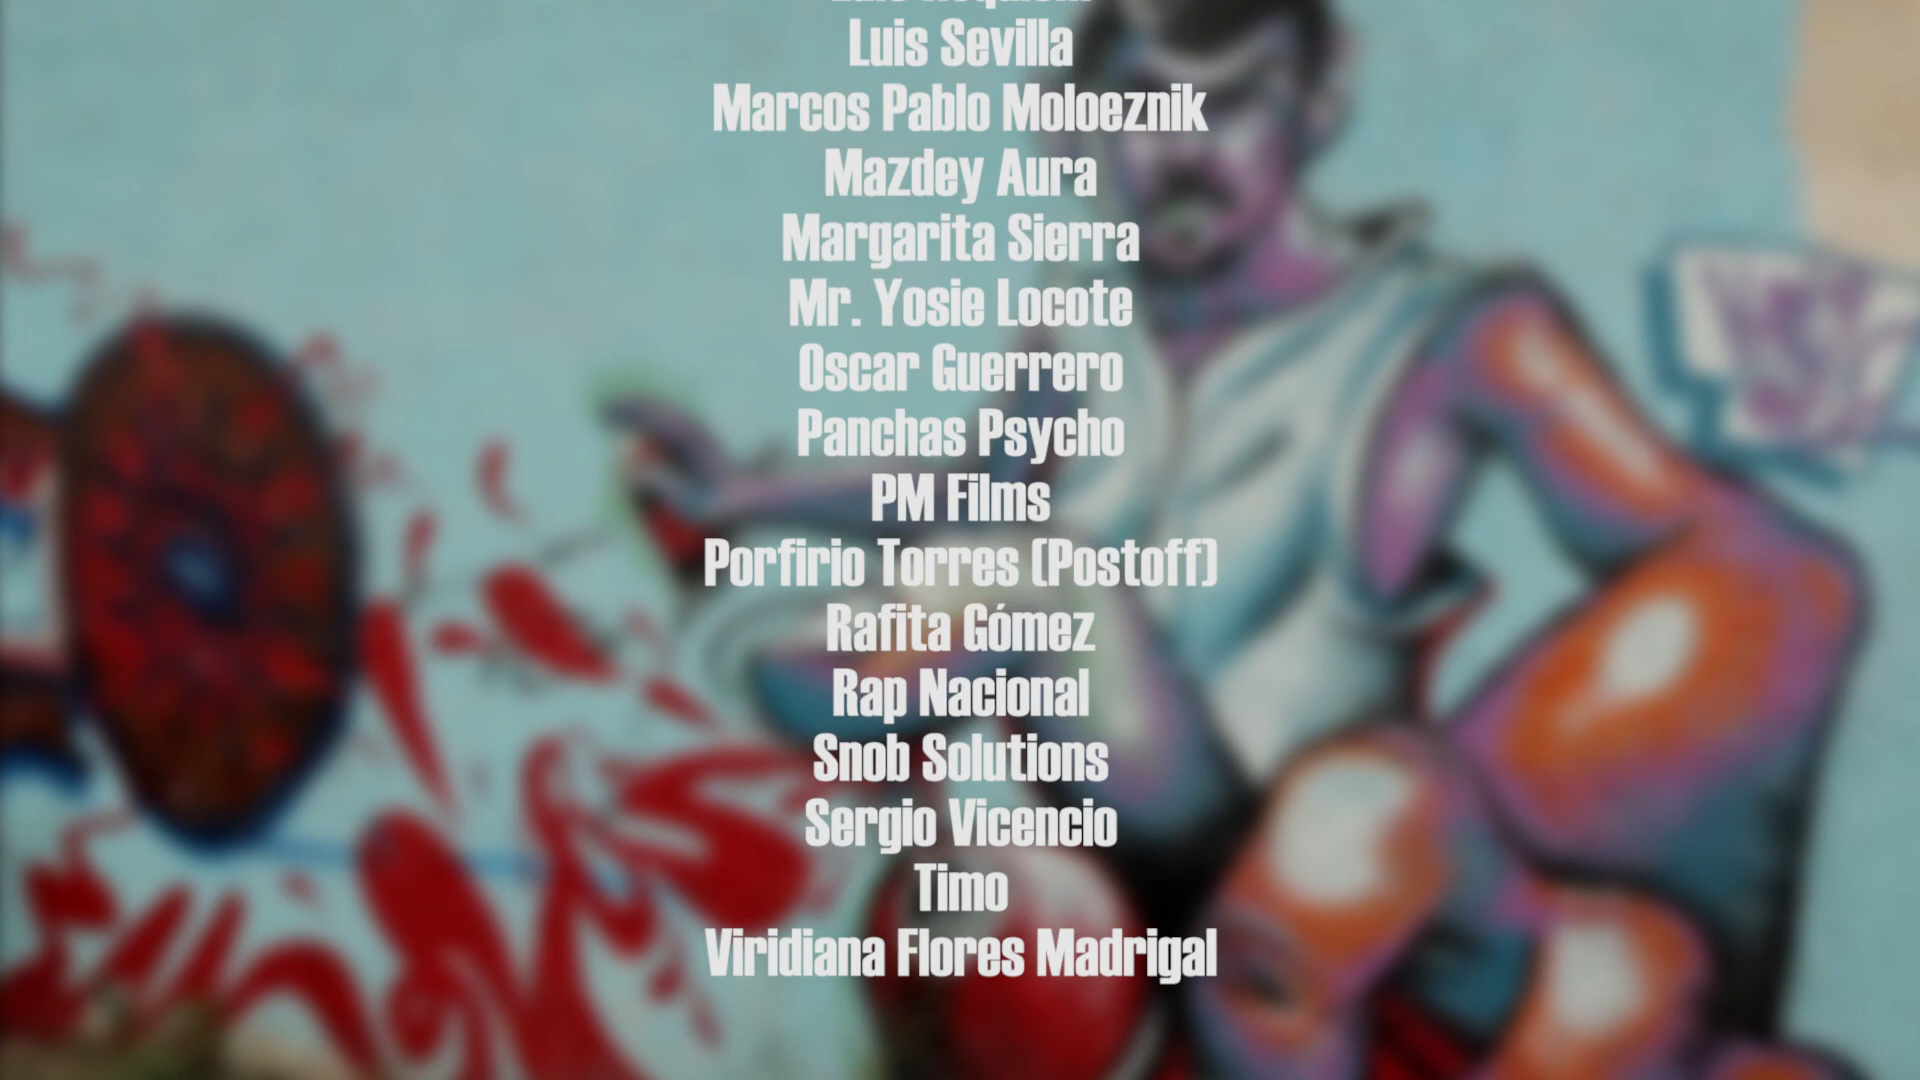 Luis Sevilla
Marcos Pablo Moloeznik
Mazdey Aura
Margarita Sierra
Mr. Yosie Locote
Oscar Guerrero
Panchas Psycho
PM Films
Porfirio Torres (Postoff)
Rafita Gómez
Rap Nacional
Snob Solutions
Sergio Vicencio
Timo
Viridiana Flores Madrigal